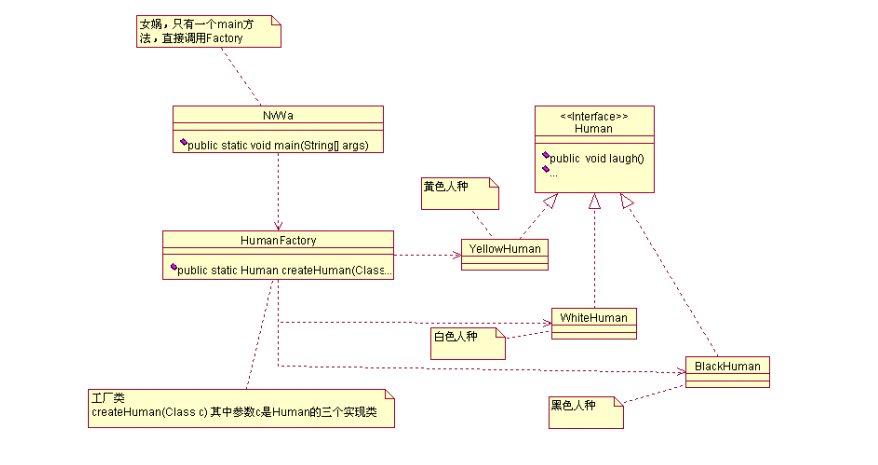 女娲，只有一个main方
法，直接调用Factory
NvWa
public static void main(String[] args)
<<Interface>>
Human
public void laugh()
...
黄色人种
HumanFactory
public static Human createHuman(Class...
YellowHuman
WhiteHuman
白色人种
BlackHuman
工厂类
createHuman(Class c) 其中参数c是Human的三个实现类
黑色人种